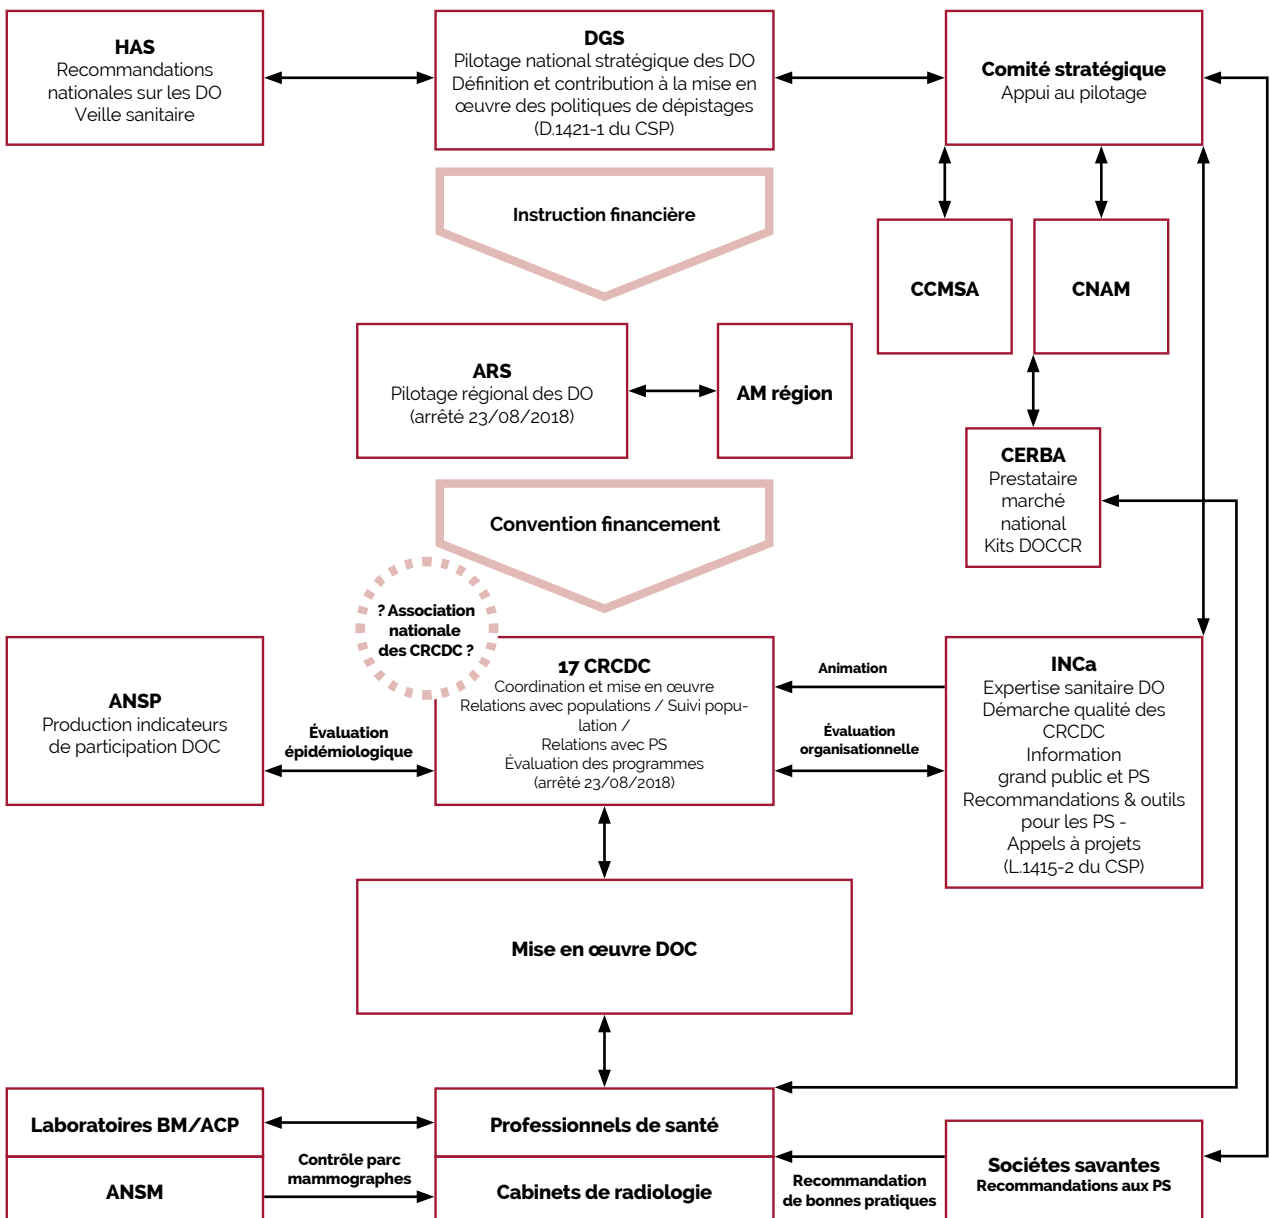 HAS
Recommandations
nationales sur les DO
Veille sanitaire
DGS
Pilotage national stratégique des DO
Définition et contribution à la mise en
œuvre des politiques de dépistages
(D.1421-1 du CSP)
Comité stratégique
Appui au pilotage
Instruction financière
CCMSA
CNAM
ARS
Pilotage régional des DO
(arrêté 23/08/2018)
AM région
CERBA
Prestataire
marché
national
Kits DOCCR
Convention financement
? Association
nationale
des CRCDC ?
ANSP
Production indicateurs
de participation DOC
Évaluation
épidémiologique
17 CRCDC
Coordination et mise en œuvre
Relations avec populations / Suivi popu-
lation /
Relations avec PS
Évaluation des programmes
(arrêté 23/08/2018)
Animation
Évaluation
organisationnelle
INCa
Expertise sanitaire DO
Démarche qualité des
CRCDC
Information
grand public et PS
Recommandations & outils
pour les PS -
Appels à projets
(L.1415-2 du CSP)
Mise en œuvre DOC
Laboratoires BM/ACP
Professionnels de santé
ANSM
Contrôle parc
mammographes
Cabinets de radiologie
Recommandation
de bonnes pratiques
Sociétes savantes
Recommandations aux PS